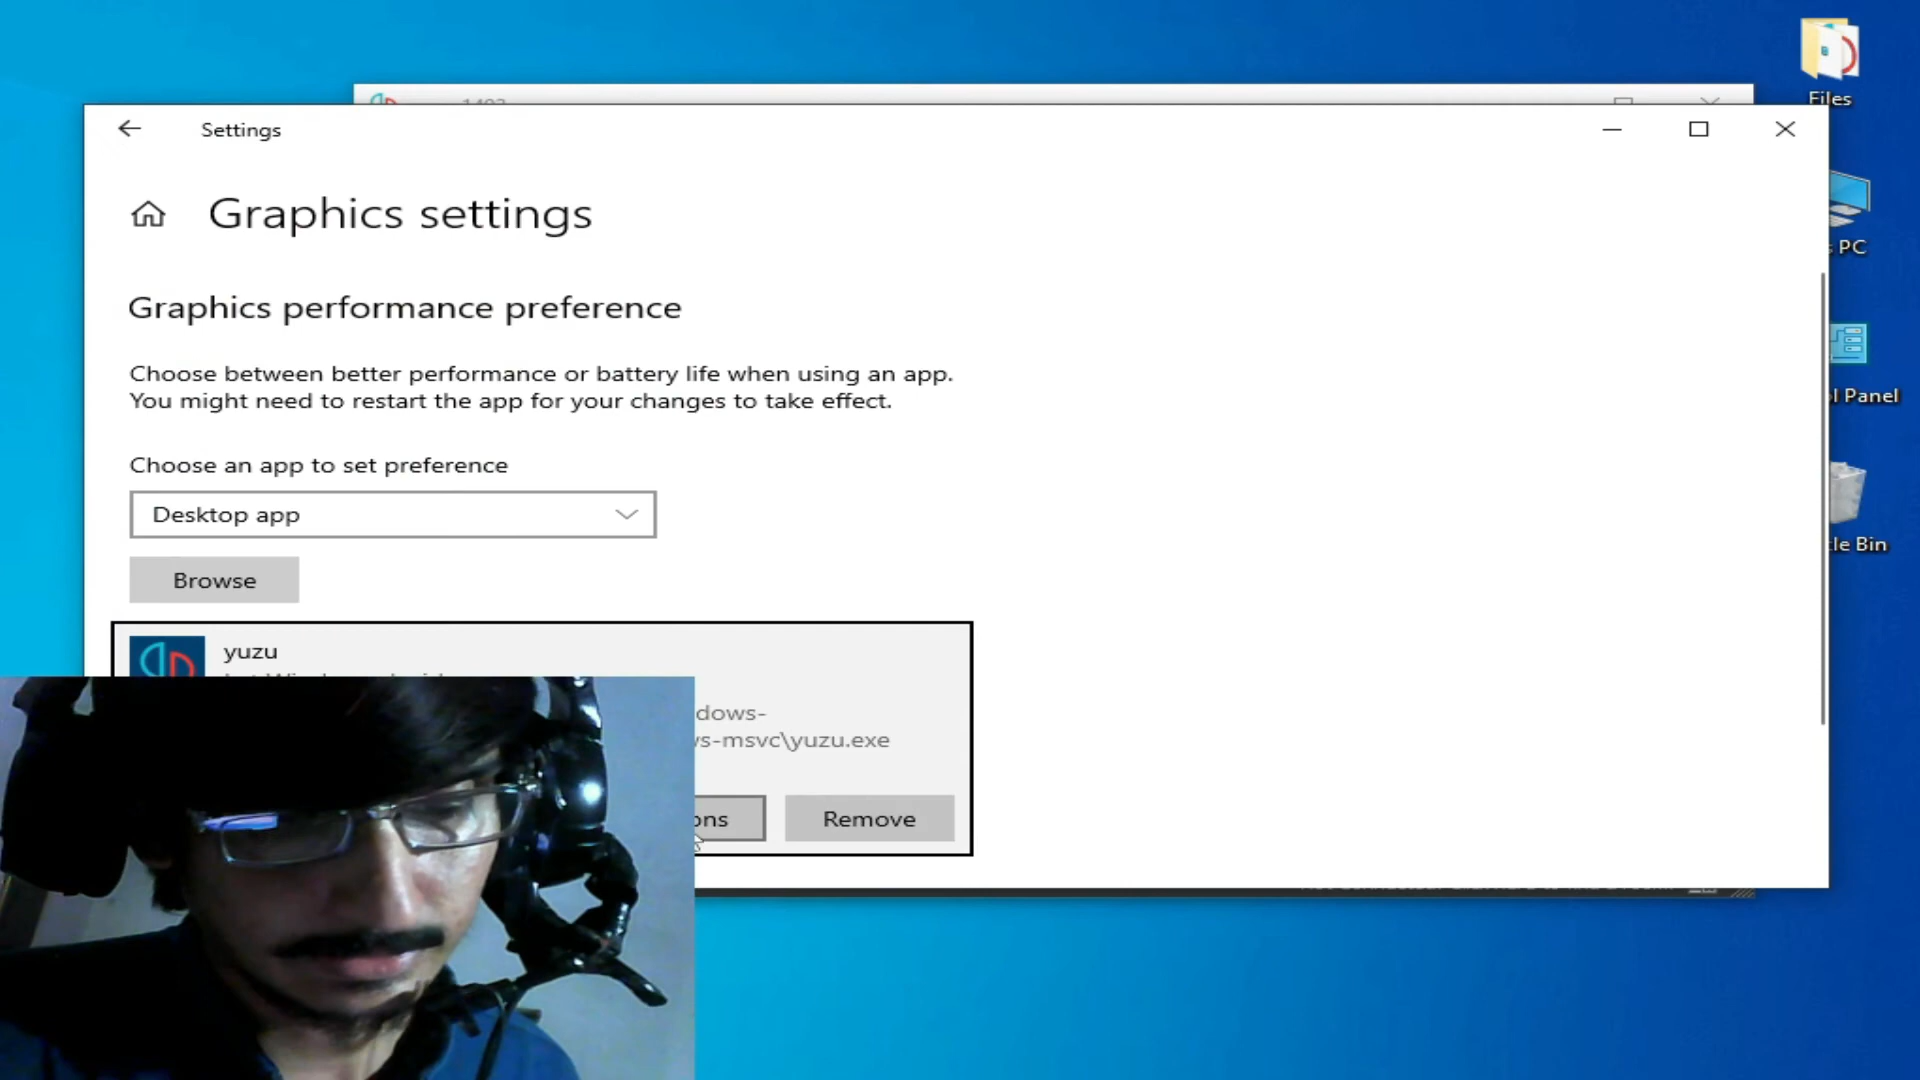 Files
Settings
Graphics settings
PC
Graphics performance preference
Choose between better performance or battery life when using an app.
You might need to restart the app for your changes to take effect.
l Panel
Choose an app to set preference
Desktop app
Bin
Browse
yuzu
dows-
ws-msvc\yuzu.exe
ons
Remove